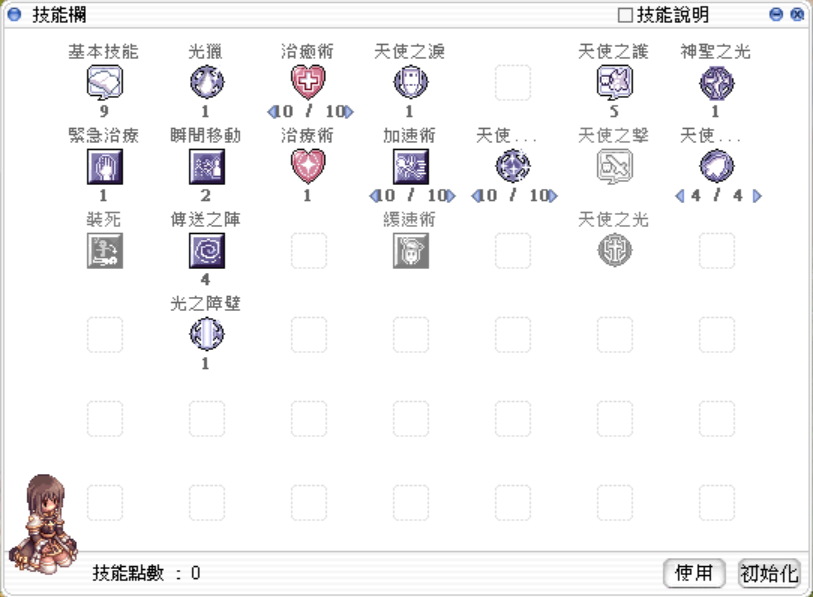 技能欄 技能說明
基本技能 光獵 治癒術 天使之淚 天使之護 神聖之光
9 1 10 / 10 1 5 1
緊急治療 瞬間移動 治療術 加速術 天使... 天使之擊 天使...
1 2 1 10 / 10 10 / 10 4 / 4
裝死 傳送之陣 緩速術 天使之光
4
光之障壁
1
技能點數 : 0 使用 初始化